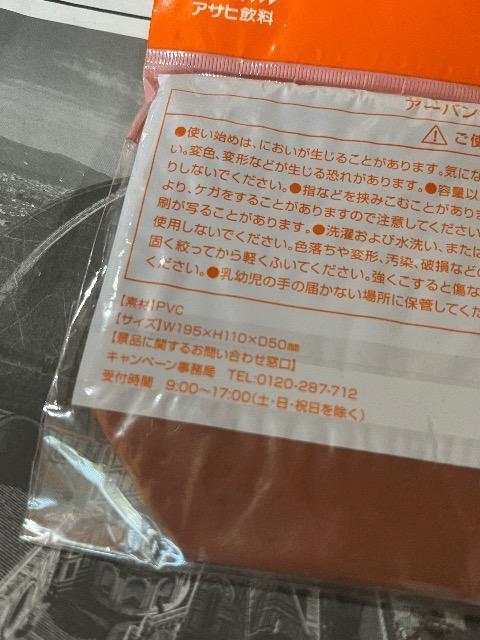 アサヒ飲料
アーバン
ご使
●使い始めは、においが生じることがあります。気にな
い。変色、変形などが生じる恐れがあります。●容量以
りしないでください。●指などを挟みこむことがありま
より、ケガをすることがありますので注意してください
刷が写ることがあります。●洗濯および水洗い、また
使用しないでください。色落ちや変形、汚染、破損など
固く絞ってから軽くふいてください。強くこすると傷な
ください。●乳幼児の手の届かない場所に保管してくだ
【素材】PVC
【サイズ】W195×H110×D50㎜
【景品に関するお問い合わせ窓口】
キャンペーン事務局 TEL:0120-287-712
受付時間 9:00～17:00(土・日・祝日を除く)